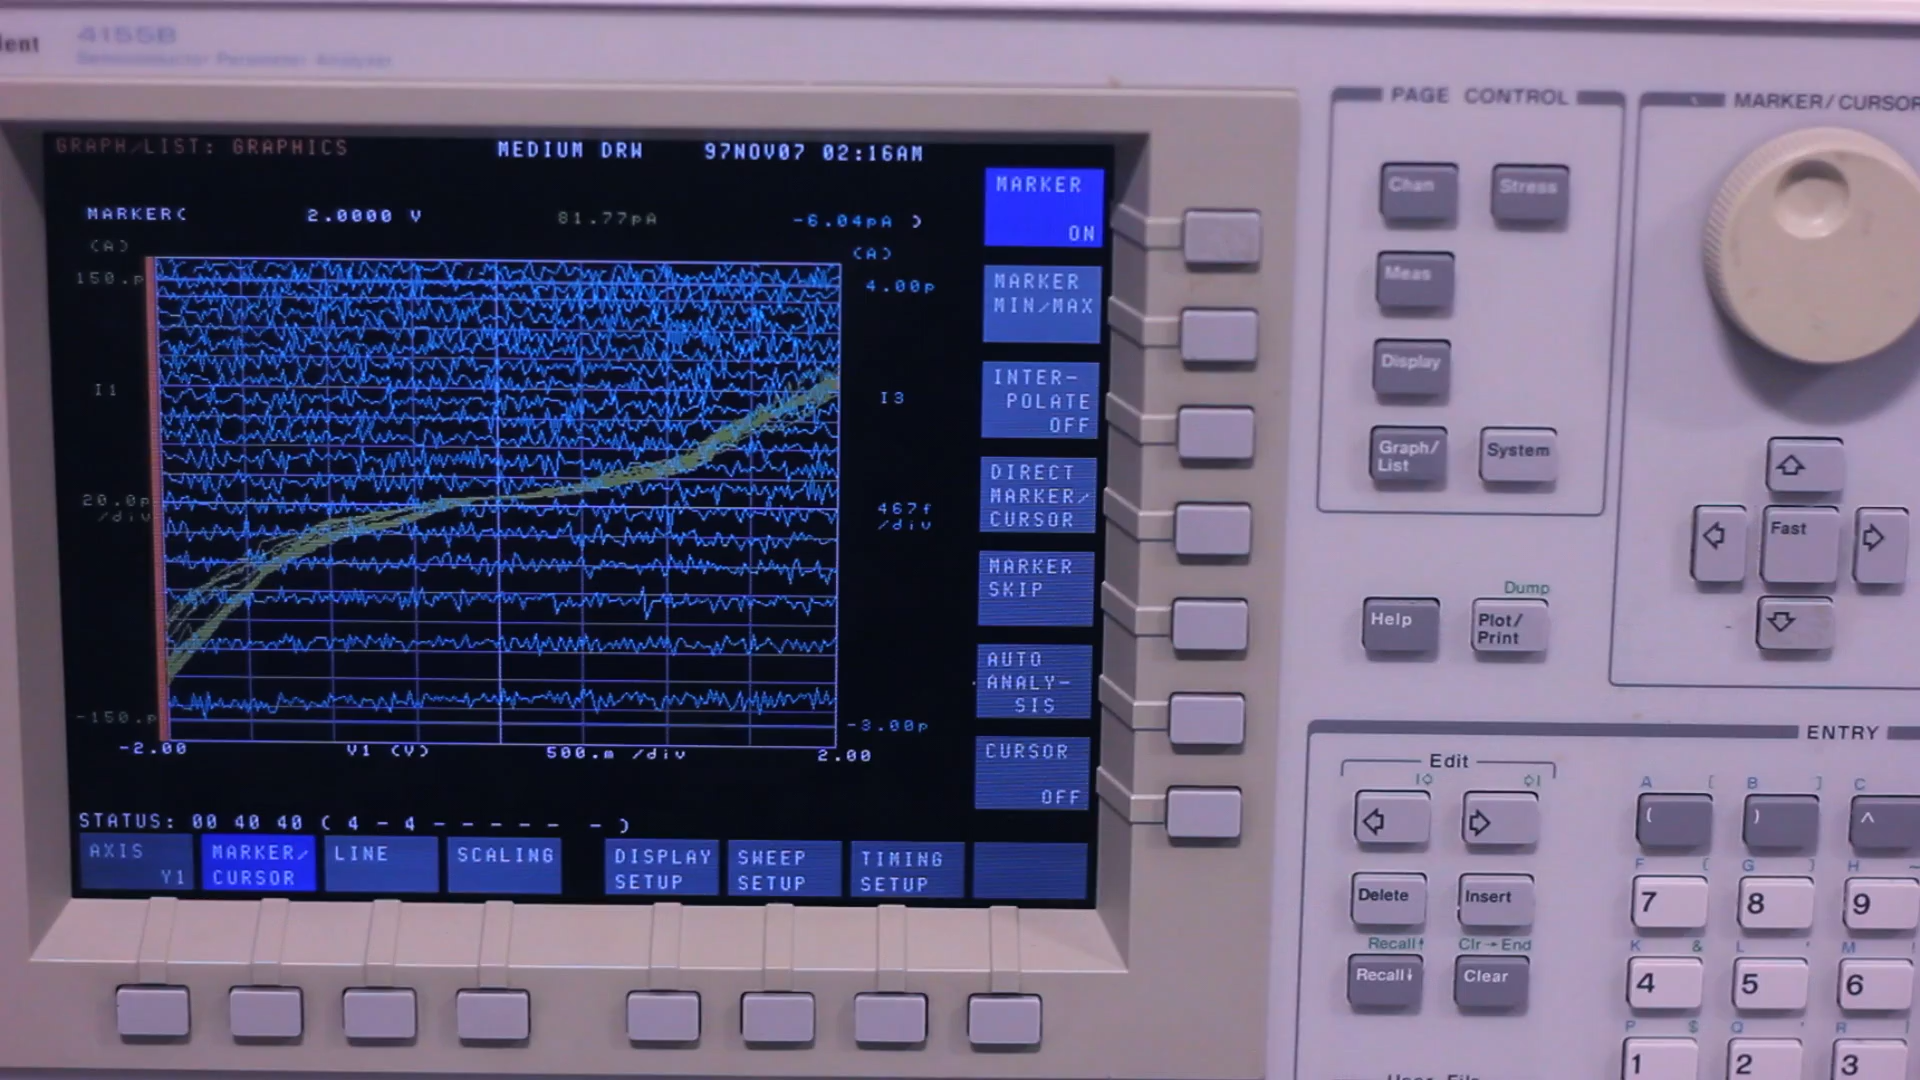 4155B
Semiconductor Parameter Analyzer
GRAPH/LIST: GRAPHICS
MEDIUM DRW
97NOV07 02:16AM
MARKER( 2.0000 V 81.77pA -6.04pA )
(A)
150.p
I1
20.0p
/div
-150.p
(A)
4.00p
I3
467f
/div
-3.00p
-2.00
V1 (V)
500.m /div
2.00
STATUS: 00 40 40 ( 4 - 4 - - - - - - )
MARKER
ON
MARKER
MIN/MAX
INTER-
POLATE
OFF
DIRECT
MARKER/
CURSOR
MARKER
SKIP
AUTO
ANALY-
SIS
CURSOR
OFF
AXIS
Y1
MARKER/
CURSOR
LINE
SCALING
DISPLAY
SETUP
SWEEP
SETUP
TIMING
SETUP
PAGE CONTROL
Chan
Stress
Meas
Display
Graph/
List
System
Help
Dump
Plot/
Print
MARKER/CURSOR
Fast
ENTRY
Edit
Delete
Insert
Recall↑
Clr→End
Recall↓
Clear
A [
B ]
C
(
)
^
F {
G }
H
7
8
9
K &
L '
M !
4
5
6
P $
Q
R
1
2
3